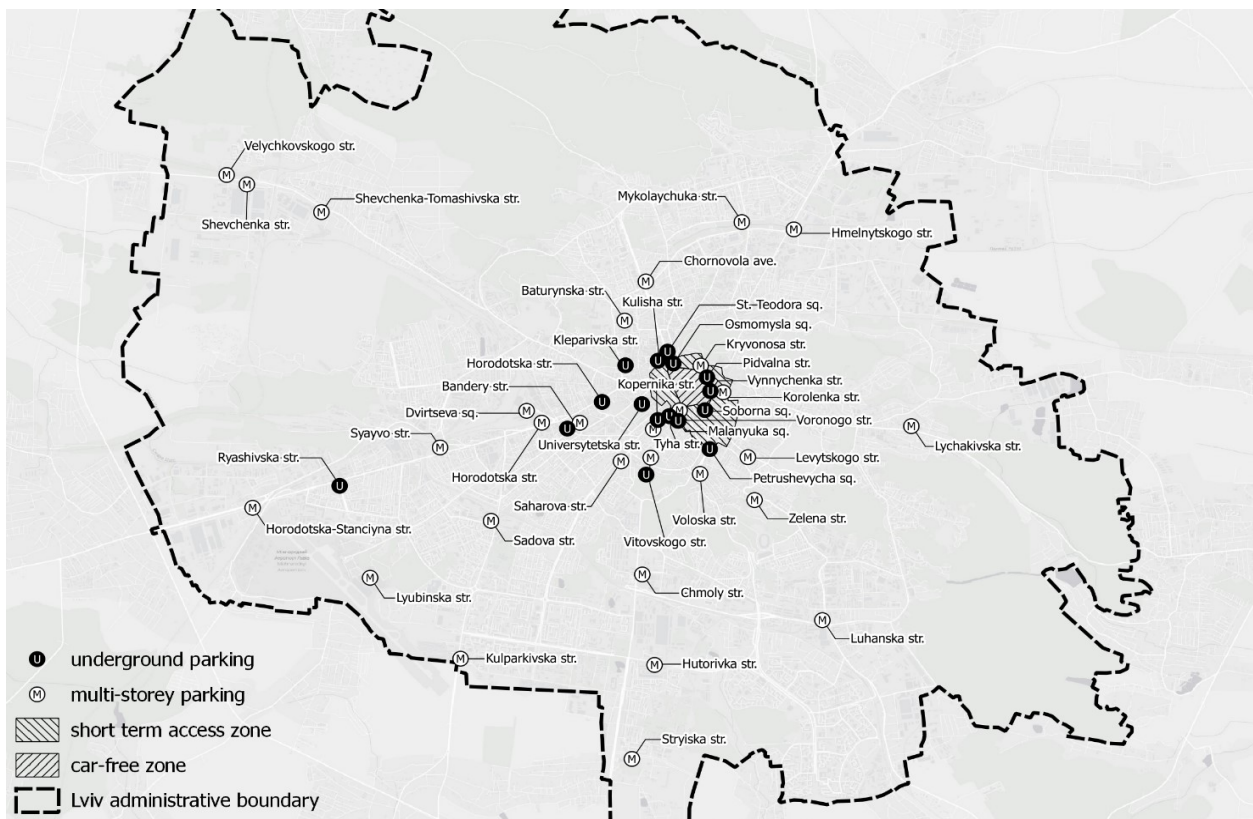 Velychkovskogo str.
Shevchenka str.
Shevchenka-Tomashivska str.
Mykolaychuka str.
Hmelnytskogo str.
Chornovola ave.
Baturynska str.
Kulisha str.
St. Teodora sq.
Osmomysla sq.
Kleparivska str.
Kryvonosa str.
Horodotska str.
Pidvalna str.
Kopernika str.
Vynnychenka str.
Bandery str.
Korolenka str.
Dvirtseva sq.
Soborna sq.
Voronogo str.
Syayvo str.
Universytetska str.
Tyha str.
Malanyuka sq.
Lychakivska str.
Ryashivska str.
Levytskogo str.
Horodotska str.
Petrushevycha sq.
Saharova str.
Voloska str.
Zelena str.
Horodotska-Stanciyna str.
Sadova str.
Vitovskogo str.
Lyubinska str.
Chmoly str.
Luhanska str.
Kulparkivska str.
Hutorivka str.
Stryiska str.
U underground parking
M multi-storey parking
short term access zone
car-free zone
Lviv administrative boundary